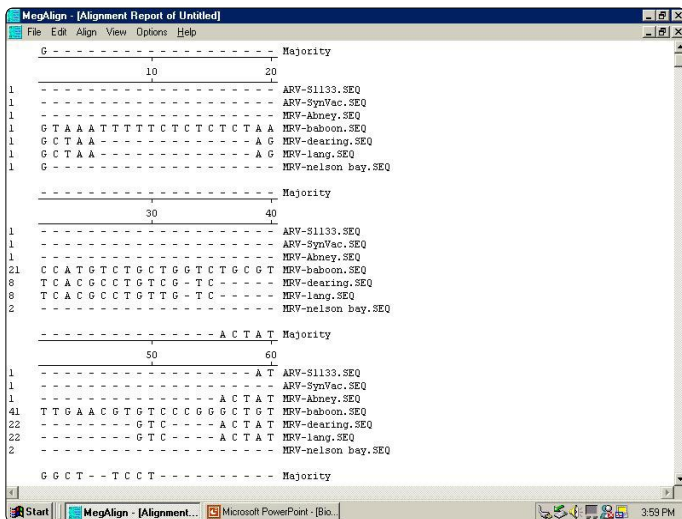 MegAlign - [Alignment Report of Untitled]
File Edit Align View Options Help
G - - - - - - - - - - - - - - - - - - - Majority
10 20
1 - - - - - - - - - - - - - - - - - - - - ARV-S1133.SEQ
1 - - - - - - - - - - - - - - - - - - - - ARV-SynVac.SEQ
1 - - - - - - - - - - - - - - - - - - - - MRV-Abney.SEQ
1 G T A A A T T T T T C T C T C T C T A A MRV-baboon.SEQ
1 G C T A A - - - - - - - - - - - - - A G MRV-dearing.SEQ
1 G C T A A - - - - - - - - - - - - - A G MRV-lang.SEQ
1 G - - - - - - - - - - - - - - - - - - - MRV-nelson bay.SEQ
- - - - - - - - - - - - - - - - - - - - Majority
30 40
1 - - - - - - - - - - - - - - - - - - - - ARV-S1133.SEQ
1 - - - - - - - - - - - - - - - - - - - - ARV-SynVac.SEQ
1 - - - - - - - - - - - - - - - - - - - - MRV-Abney.SEQ
21 C C A T G T C T G C T G G T C T G C G T MRV-baboon.SEQ
8 T C A C G C C T G T C G - T C - - - - - MRV-dearing.SEQ
8 T C A C G C C T G T T G - T C - - - - - MRV-lang.SEQ
2 - - - - - - - - - - - - - - - - - - - - MRV-nelson bay.SEQ
- - - - - - - - - - - - - - - A C T A T Majority
50 60
1 - - - - - - - - - - - - - - - - - - A T ARV-S1133.SEQ
1 - - - - - - - - - - - - - - - - - - - - ARV-SynVac.SEQ
1 - - - - - - - - - - - - - - - A C T A T MRV-Abney.SEQ
41 T T G A A C G T G T C C C G G G C T G T MRV-baboon.SEQ
22 - - - - - - - - G T C - - - - A C T A T MRV-dearing.SEQ
22 - - - - - - - - G T C - - - - A C T A T MRV-lang.SEQ
2 - - - - - - - - - - - - - - - - - - - - MRV-nelson bay.SEQ
G G C T - - T C C T - - - - - - - - - - Majority
Start MegAlign - [Alignment... Microsoft PowerPoint - [Bio... 3:59 PM